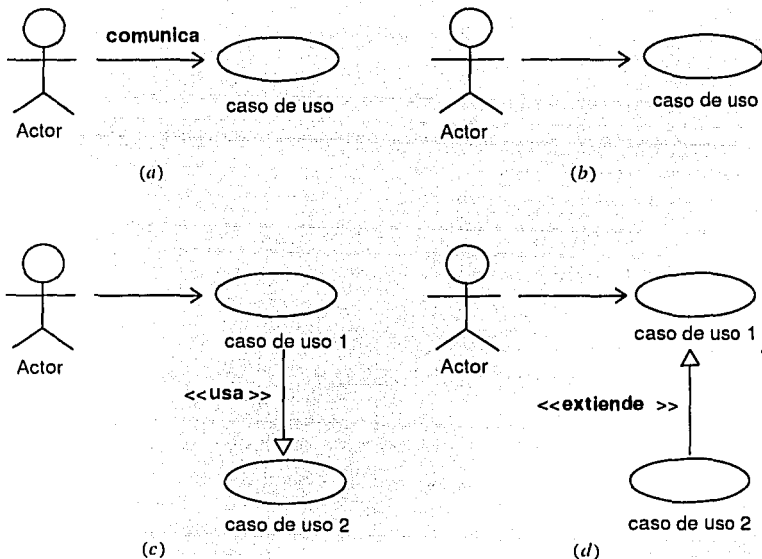 comunica
caso de uso
Actor
(a)
caso de uso
Actor
(b)
caso de uso 1
Actor
<<usa>>
caso de uso 2
(c)
caso de uso 1
Actor
<<extiende >>
caso de uso 2
(d)